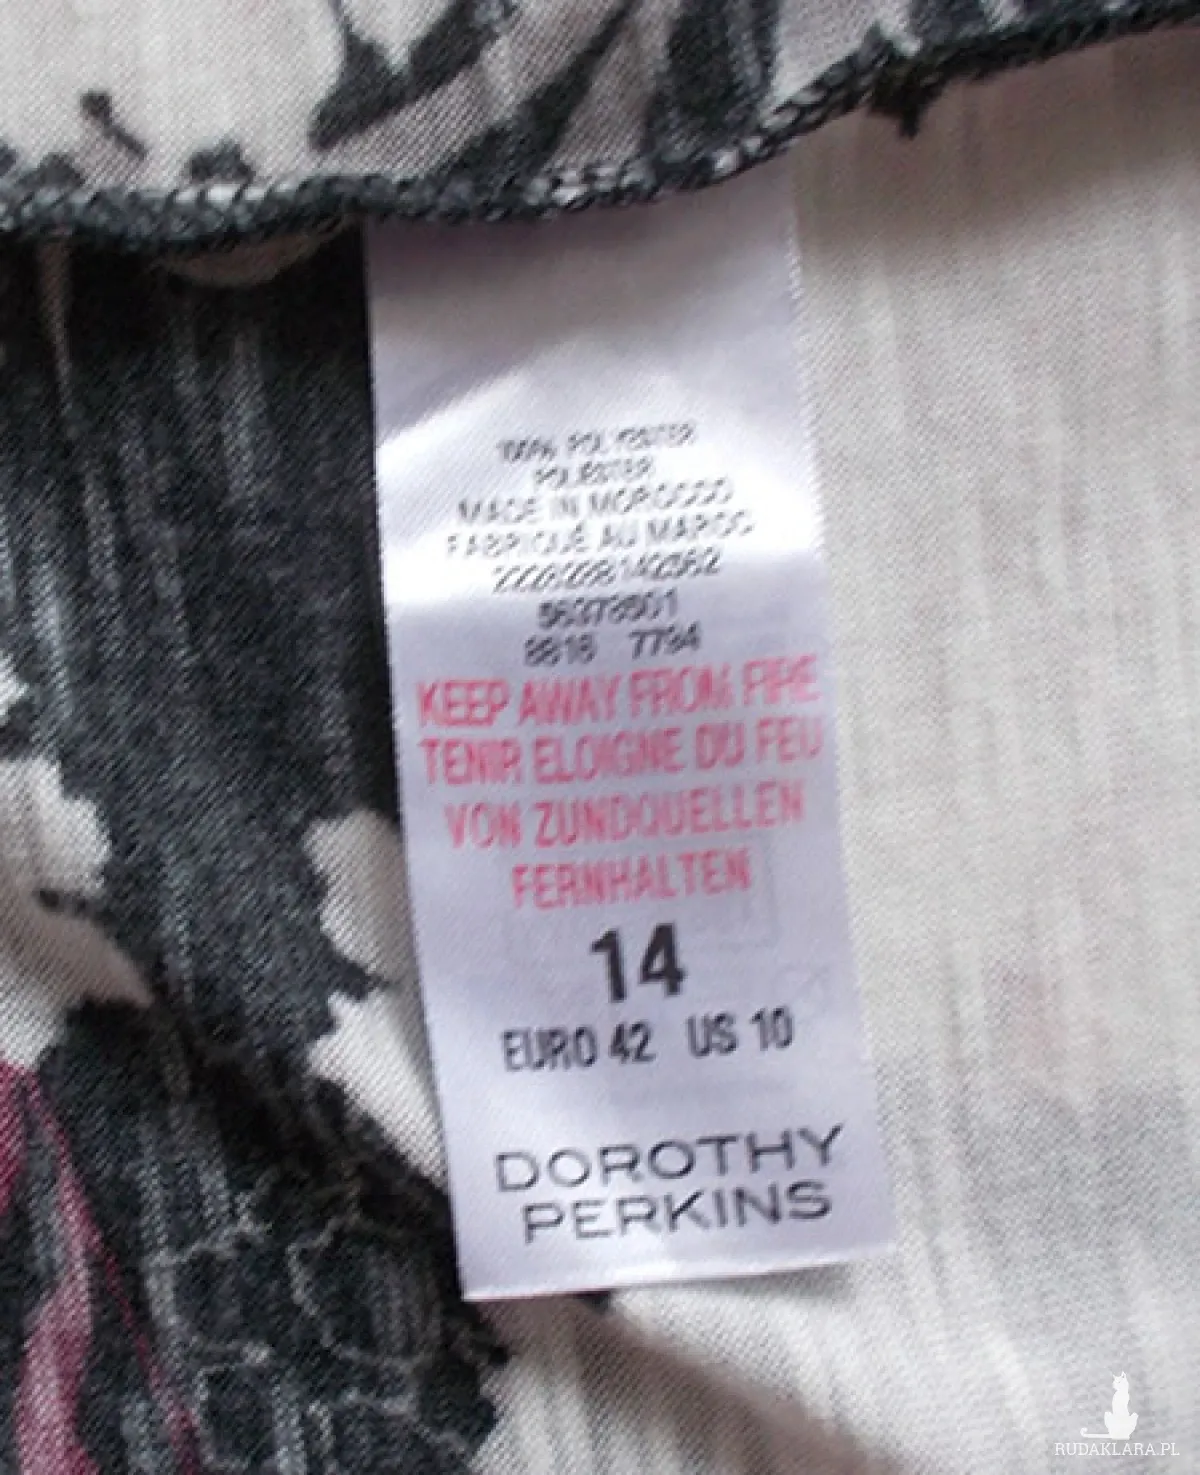 100% POLYESTER
POLIESTER
MADE IN MOROCCO
FABRIQUÉ AU MAROC
56378501
8818 7794
KEEP AWAY FROM FIRE
TENIR ELOIGNE DU FEU
VON ZUNDQUELLEN
FERNHALTEN
14
EURO 42 US 10
DOROTHY
PERKINS
RUDAKLARA.PL